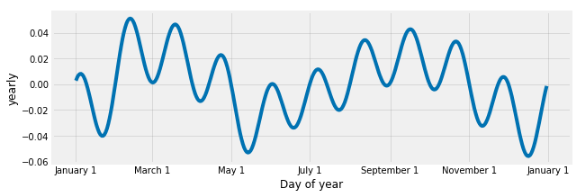 0.04
0.02
0.00
−0.02
−0.04
−0.06
yearly
January 1 March 1 May 1 July 1 September 1 November 1 January 1
Day of year